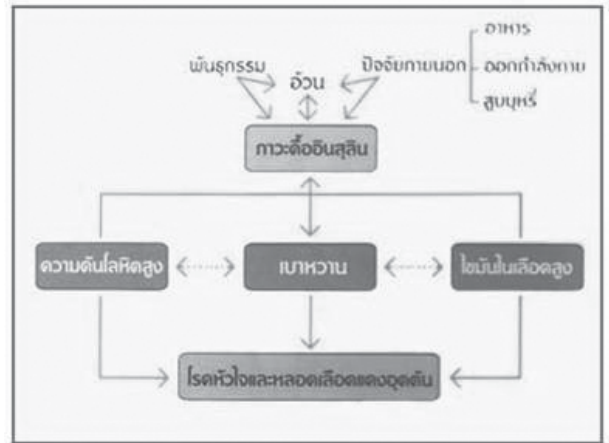 อาหาร
พันธุกรรม อ้วน ปัจจัยภายนอก ออกกำลังกาย
สูบบุหรี่
ภาวะดื้ออินสุลิน
ความดันโลหิตสูง เบาหวาน ไขมันในเลือดสูง
โรคหัวใจและหลอดเลือดแดงอุดตัน